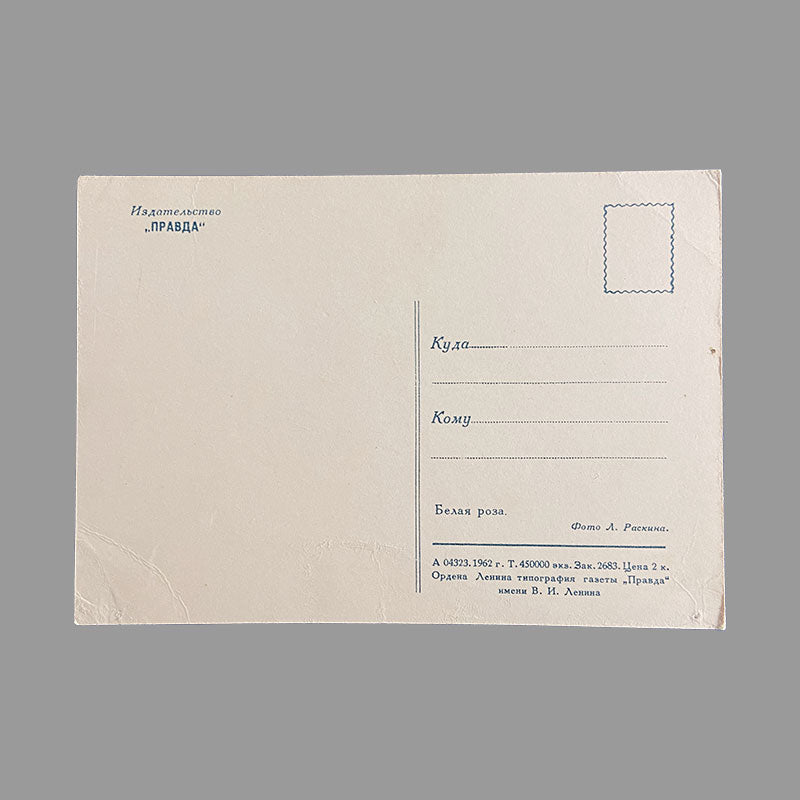 Издательство
„ПРАВДА“
Куда
Кому
Белая роза.
Фото Л. Раскина.
А 04323. 1962 г. Т. 450000 экз. Зак. 2683. Цена 2 к.
Ордена Ленина типография газеты „Правда“
имени В. И. Ленина